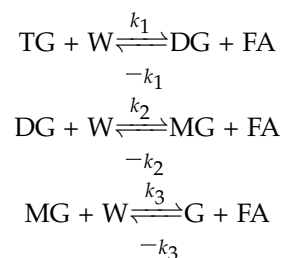 k₁
TG + W⇌DG + FA
−k₁
k₂
DG + W⇌MG + FA
−k₂
k₃
MG + W⇌G + FA
−k₃